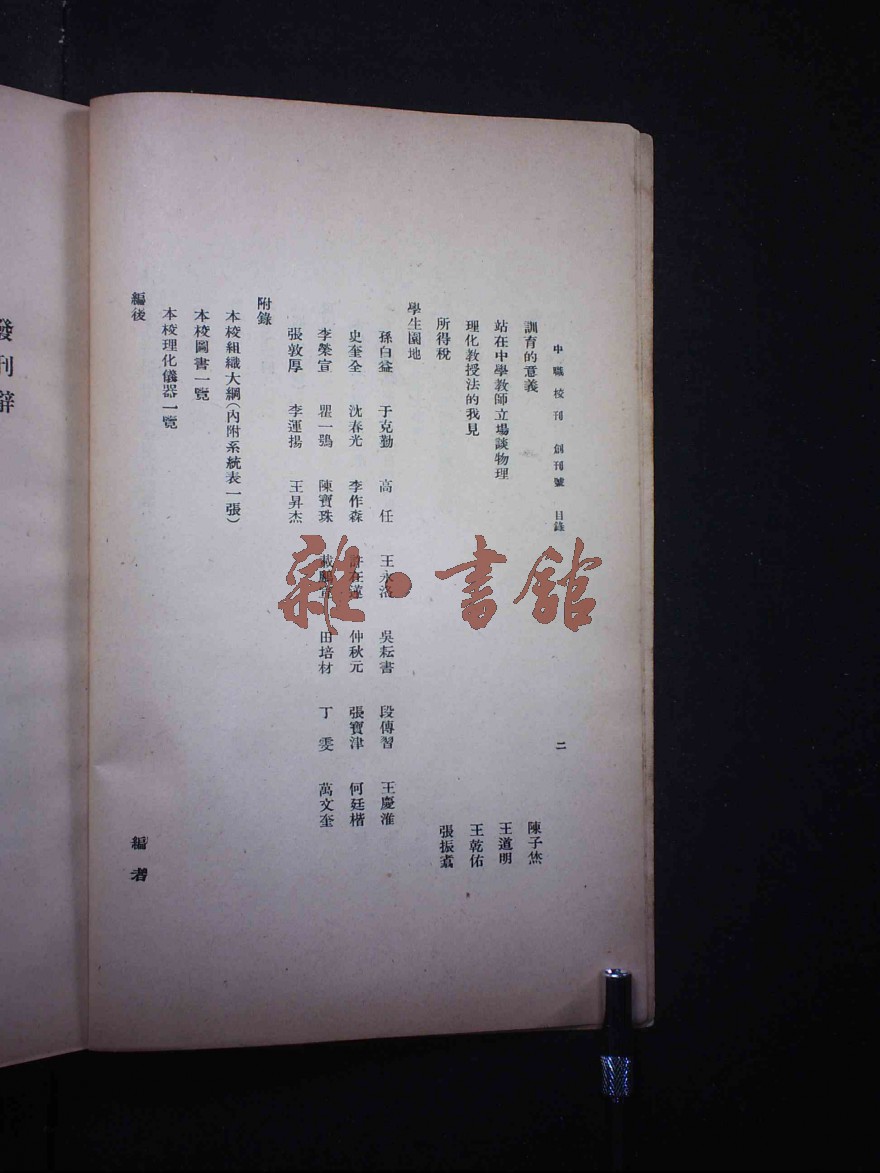 中職校刊 創刊號 目錄 二
訓育的意義 陳子
站在中學教師立場談物理 王道明
理化教授法的我見 王乾佑
所得稅 張振
學生園地
孫白益 于克勤 高任 王永 吳耘書 段傳習 王慶淮
史奎全 沈春光 李作森 許在 仲秋元 張寶津 何廷楷
李榮宣 瞿一鶚 陳寶珠 田培材 丁雯 萬文奎
張敦厚 李運揚 王昇杰
附錄
本校組織大綱（內附系統表一張）
本校圖書一覽
本校理化儀器一覽
編後 編者
發刊辭
雜·書館